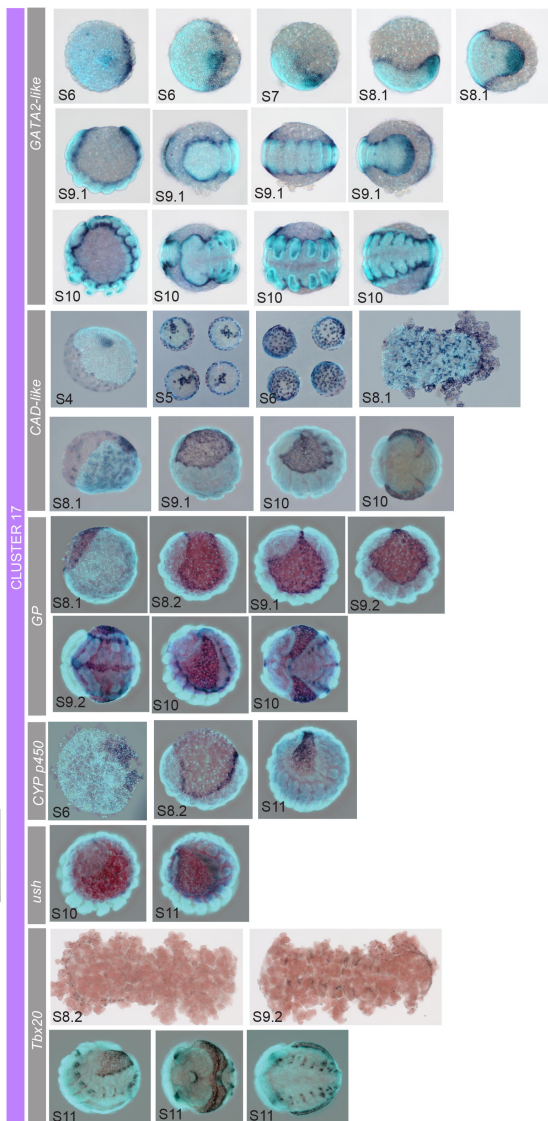 CLUSTER 17
GATA2-like
S6 S6 S7 S8.1 S8.1
S9.1 S9.1 S9.1 S9.1
S10 S10 S10 S10
CAD-like
S4 S5 S6 S8.1
S8.1 S9.1 S10 S10
GP
S8.1 S8.2 S9.1 S9.2
S9.2 S10 S10
CYP p450
S6 S8.2 S11
ush
S10 S11
Tbx20
S8.2 S9.2
S11 S11 S11